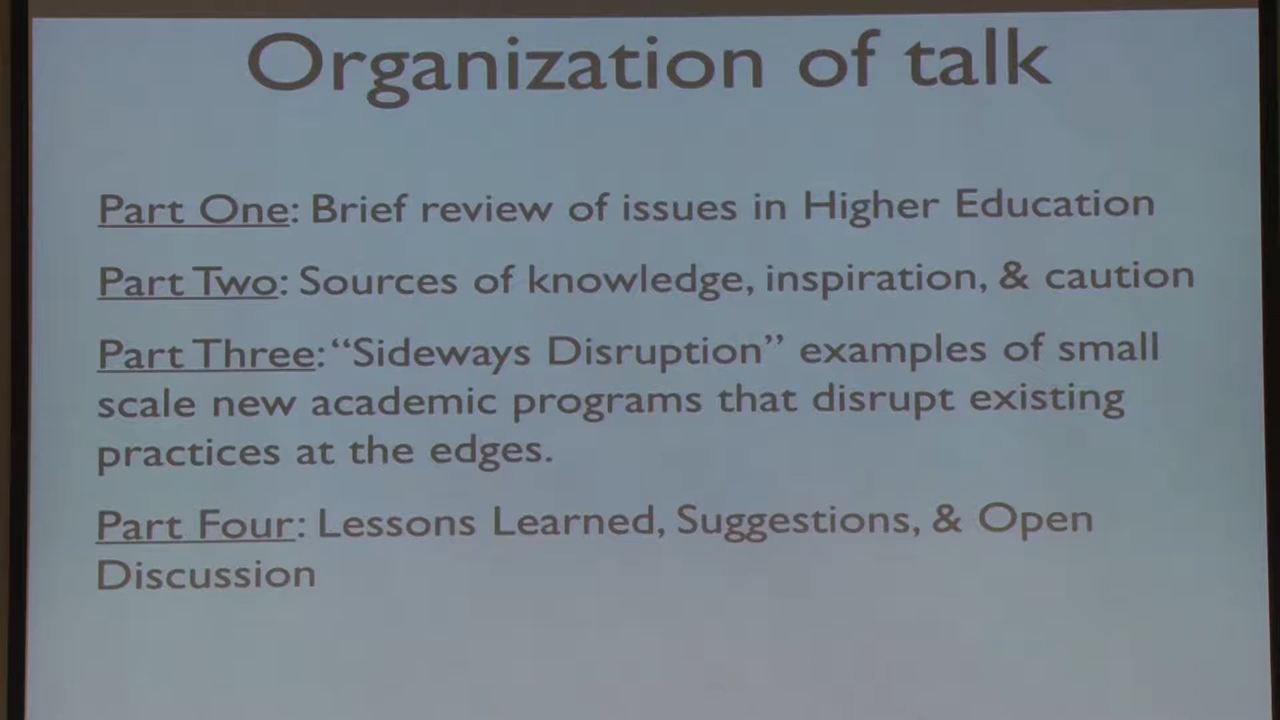 Organization of talk
Part One: Brief review of issues in Higher Education
Part Two: Sources of knowledge, inspiration, & caution
Part Three: “Sideways Disruption” examples of small
scale new academic programs that disrupt existing
practices at the edges.
Part Four: Lessons Learned, Suggestions, & Open
Discussion